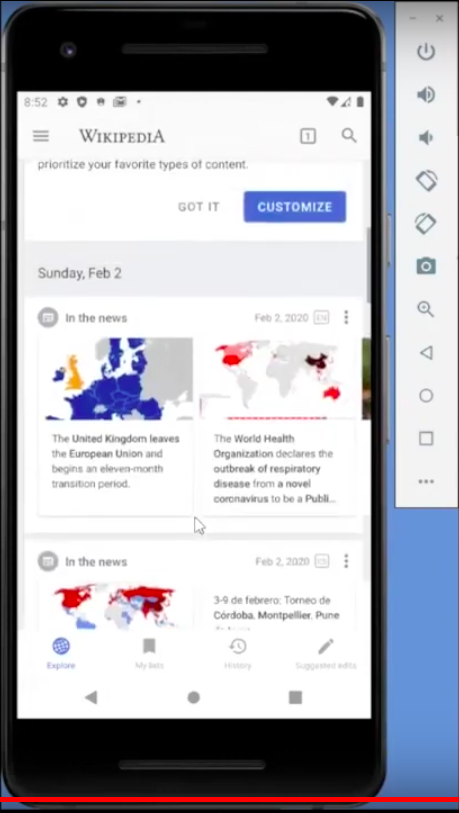 8:52
WIKIPEDIA
1
prioritize your favorite types of content.
GOT IT
CUSTOMIZE
Sunday, Feb 2
In the news
Feb 2, 2020
EN
The United Kingdom leaves
the European Union and
begins an eleven-month
transition period.
The World Health
Organization declares the
outbreak of respiratory
disease from a novel
coronavirus to be a Publi...
In the news
Feb 2, 2020
3-9 de febrero: Torneo de
Córdoba, Montpellier, Pune
Explore
My lists
History
Suggested edits